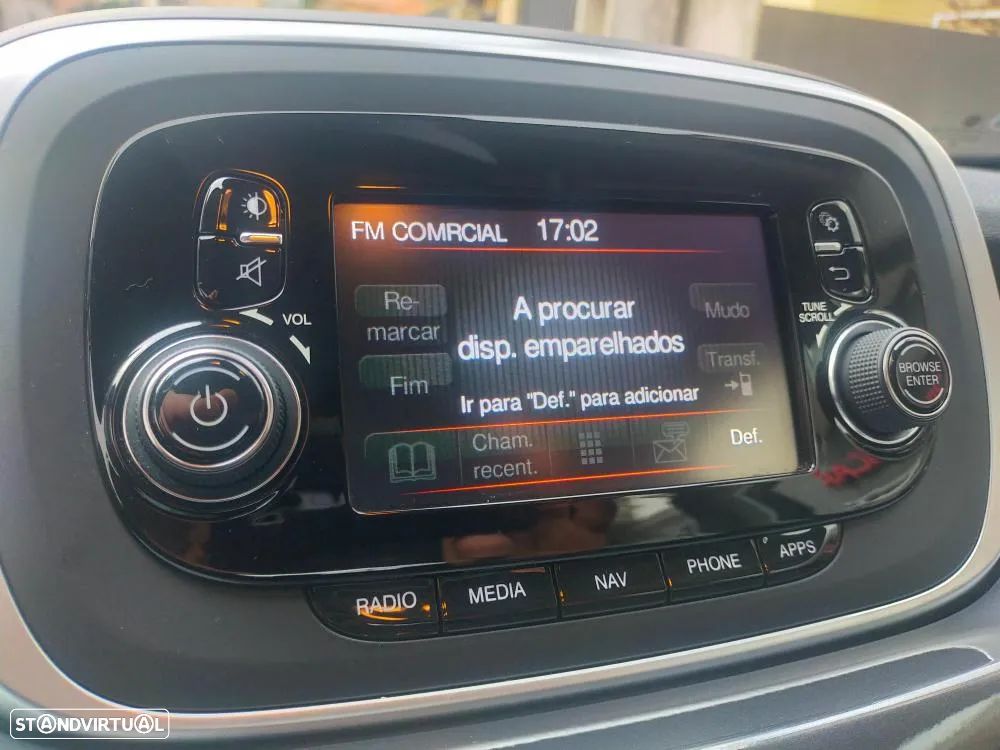 FM COMRCIAL 17:02
Re-
marcar
A procurar
disp. emparelhados
Mudo
Fim
Transf.
Ir para "Def." para adicionar
Cham.
recent.
Def.
VOL
TUNE
SCROLL
BROWSE
ENTER
RADIO
MEDIA
NAV
PHONE
APPS
STANDVIRTUAL